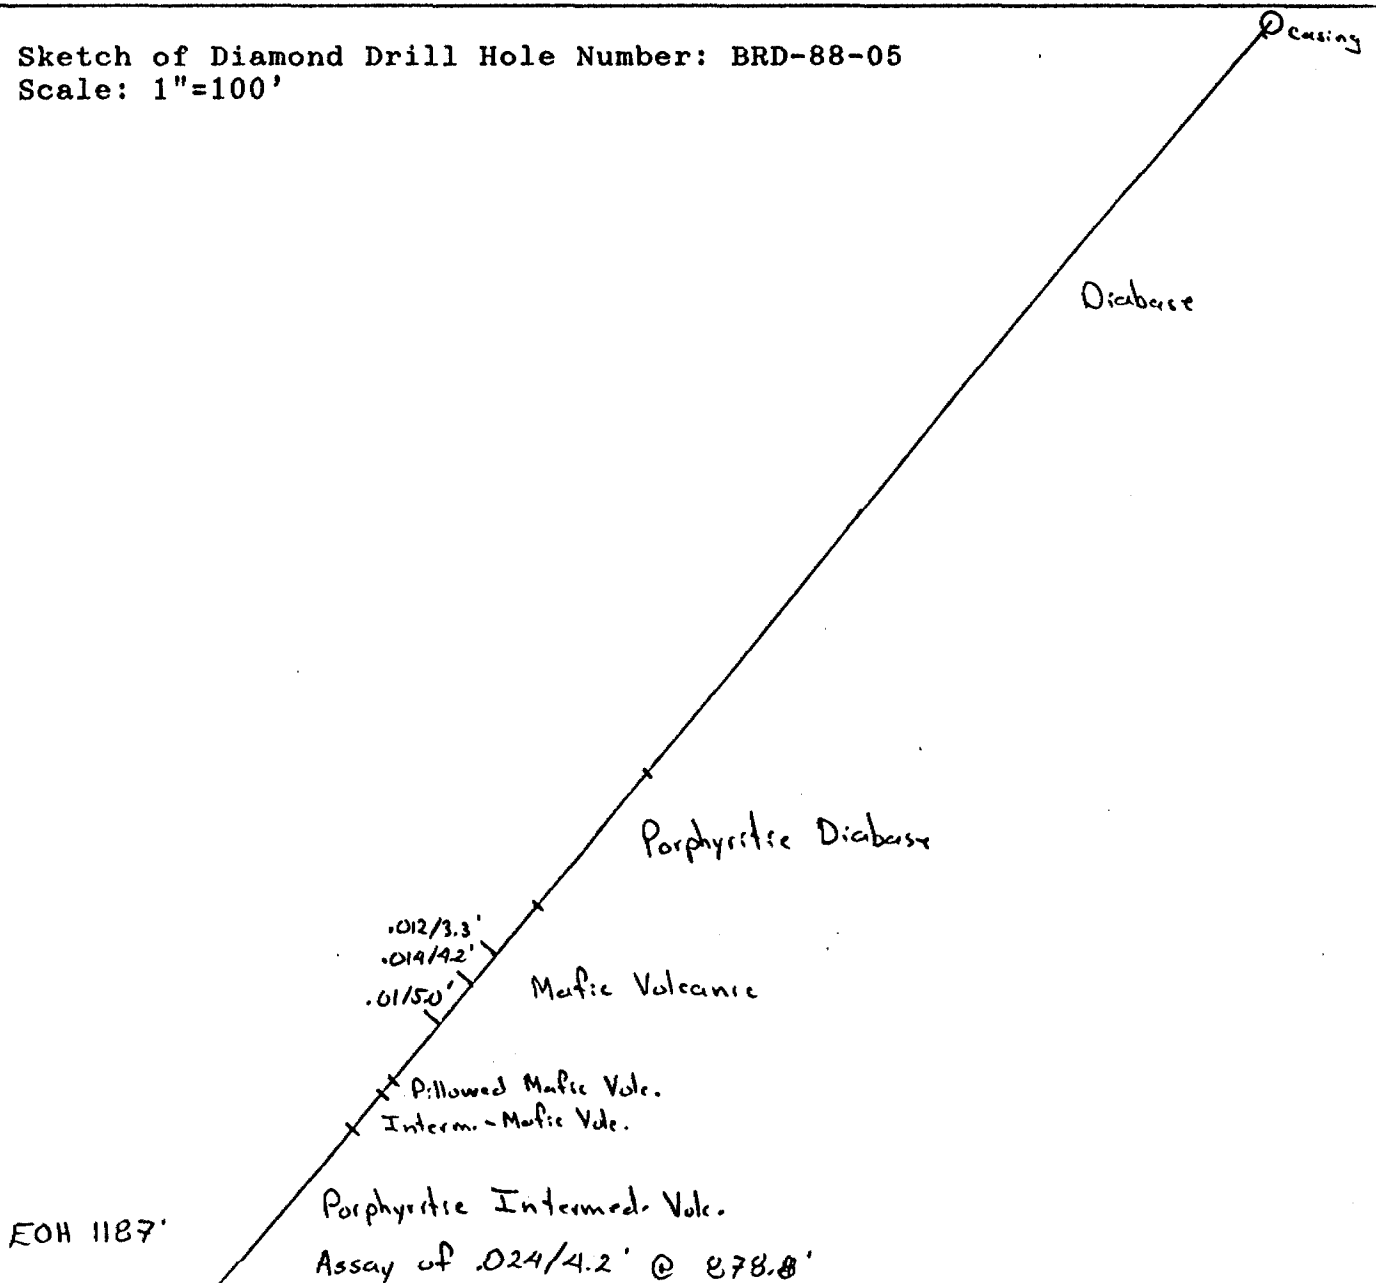 Sketch of Diamond Drill Hole Number: BRD-88-05
Scale: 1"=100'
Casing
Diabase
Porphyritic Diabase
.012/3.3'
.014/4.2'
.01/5.0'
Mafic Volcanic
Pillowed Mafic Volc.
Interm.-Mafic Volc.
Porphyritic Intermed. Volc.
EOH 1187'
Assay of .024/4.2' @ 878.8'